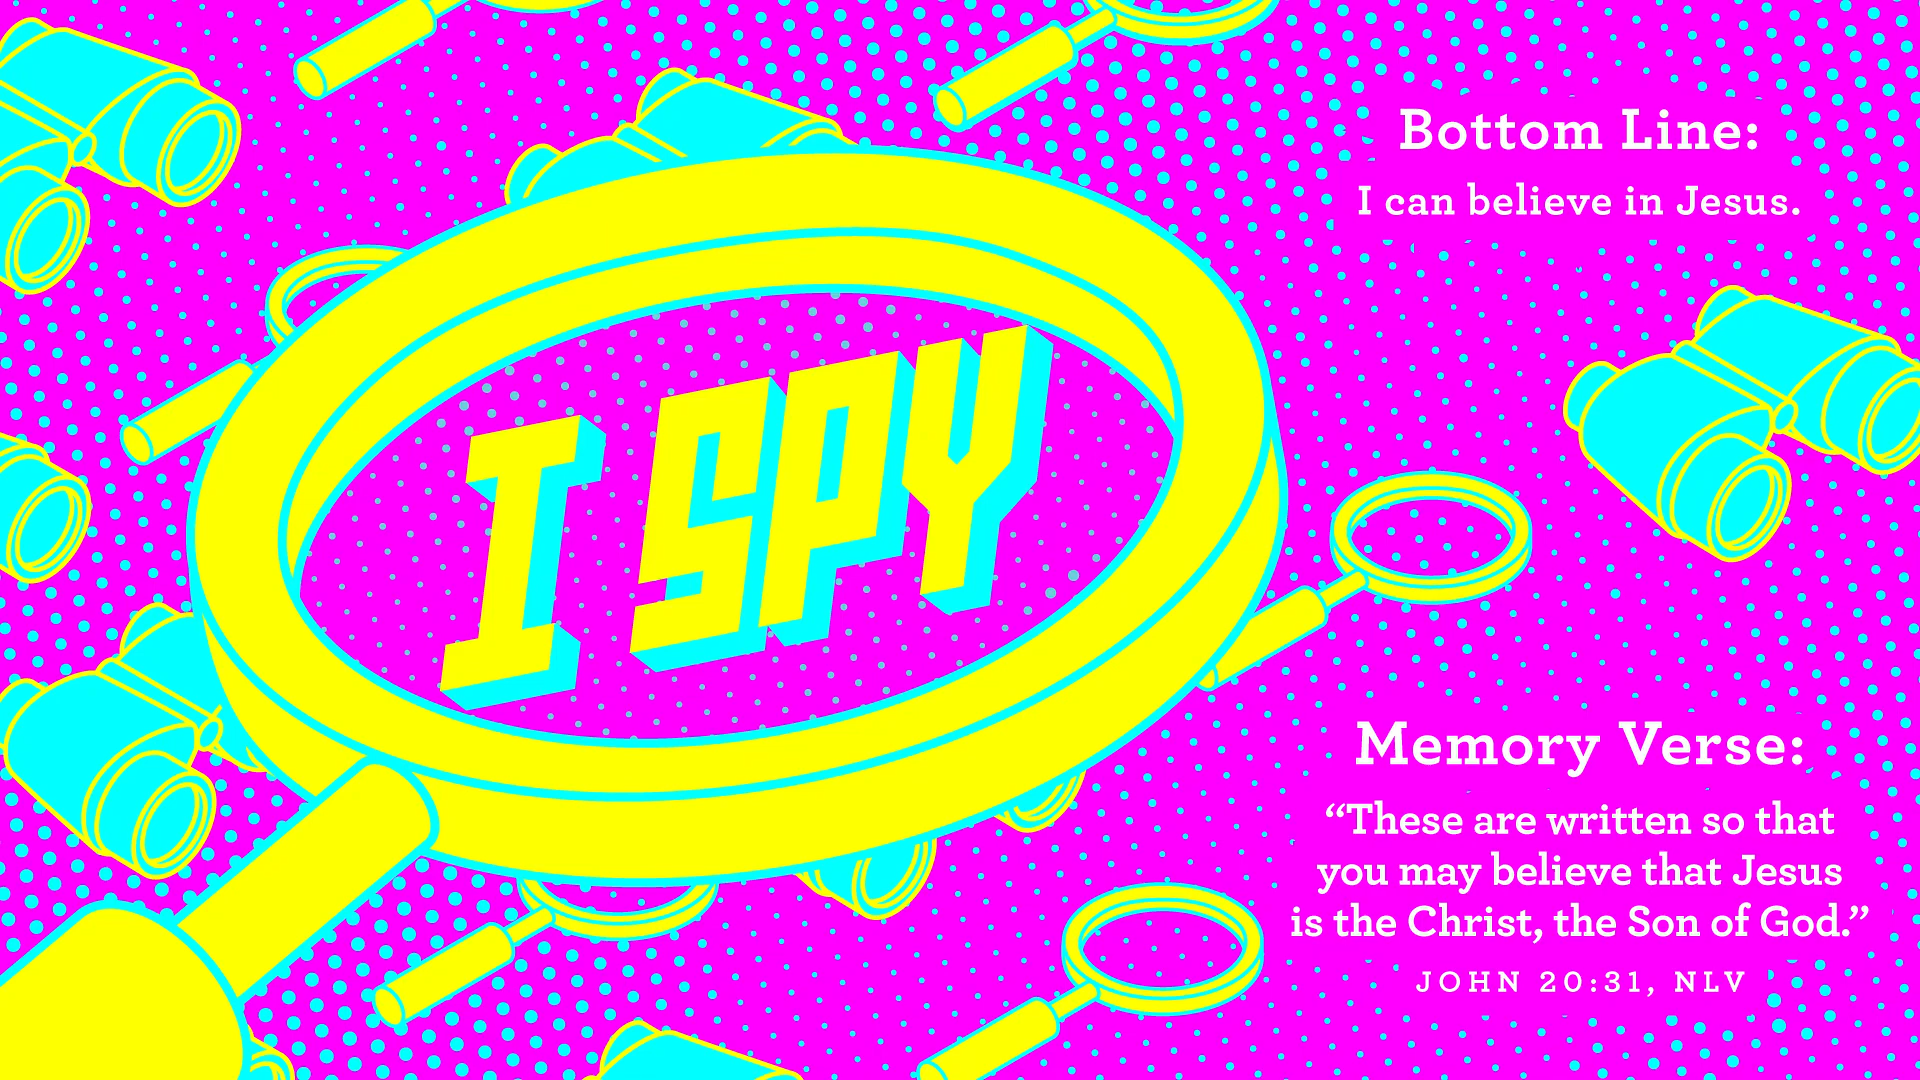 I SPY
Bottom Line:
I can believe in Jesus.
Memory Verse:
“These are written so that
you may believe that Jesus
is the Christ, the Son of God.”
JOHN 20:31, NLV